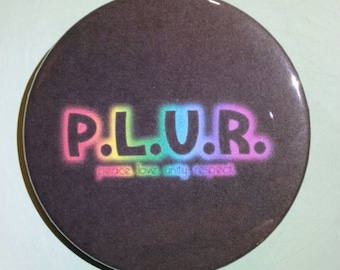 P.L.U.R.
peace. love. unity. respect.